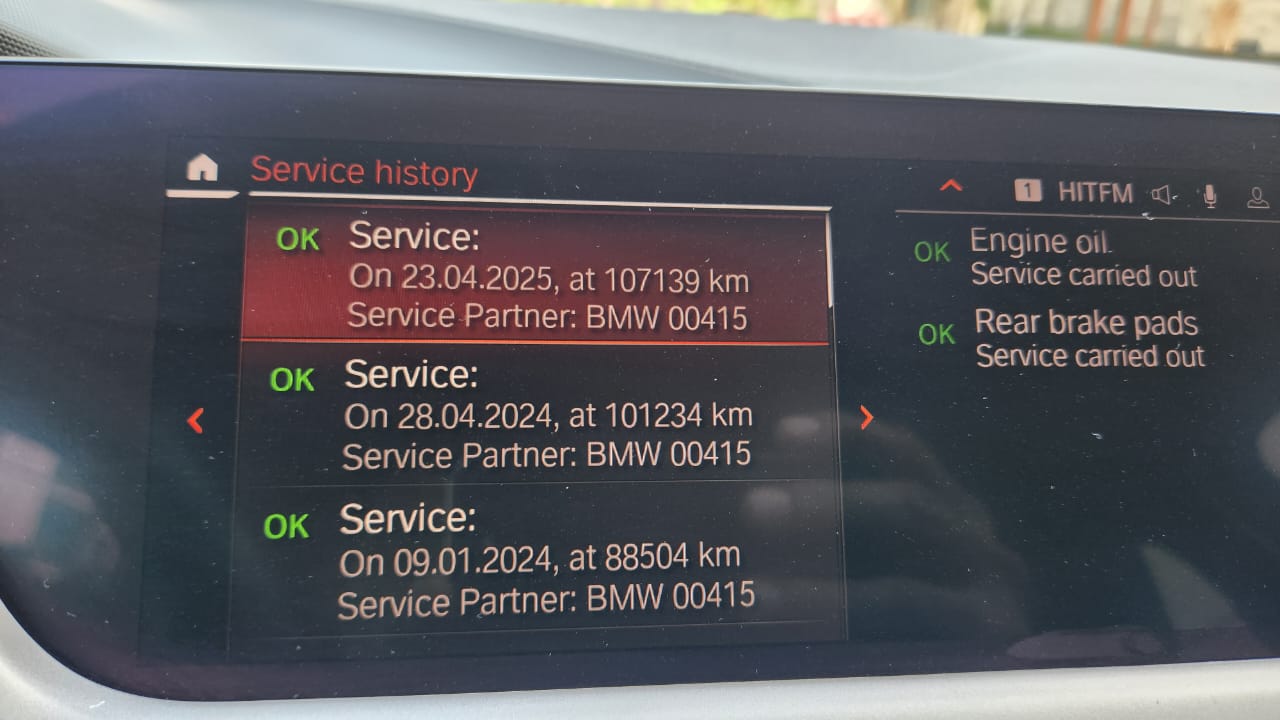 Service history
OK Service:
On 23.04.2025, at 107139 km
Service Partner: BMW 00415
OK Service:
On 28.04.2024, at 101234 km
Service Partner: BMW 00415
OK Service:
On 09.01.2024, at 88504 km
Service Partner: BMW 00415
1 HITFM
OK Engine oil
Service carried out
OK Rear brake pads
Service carried out